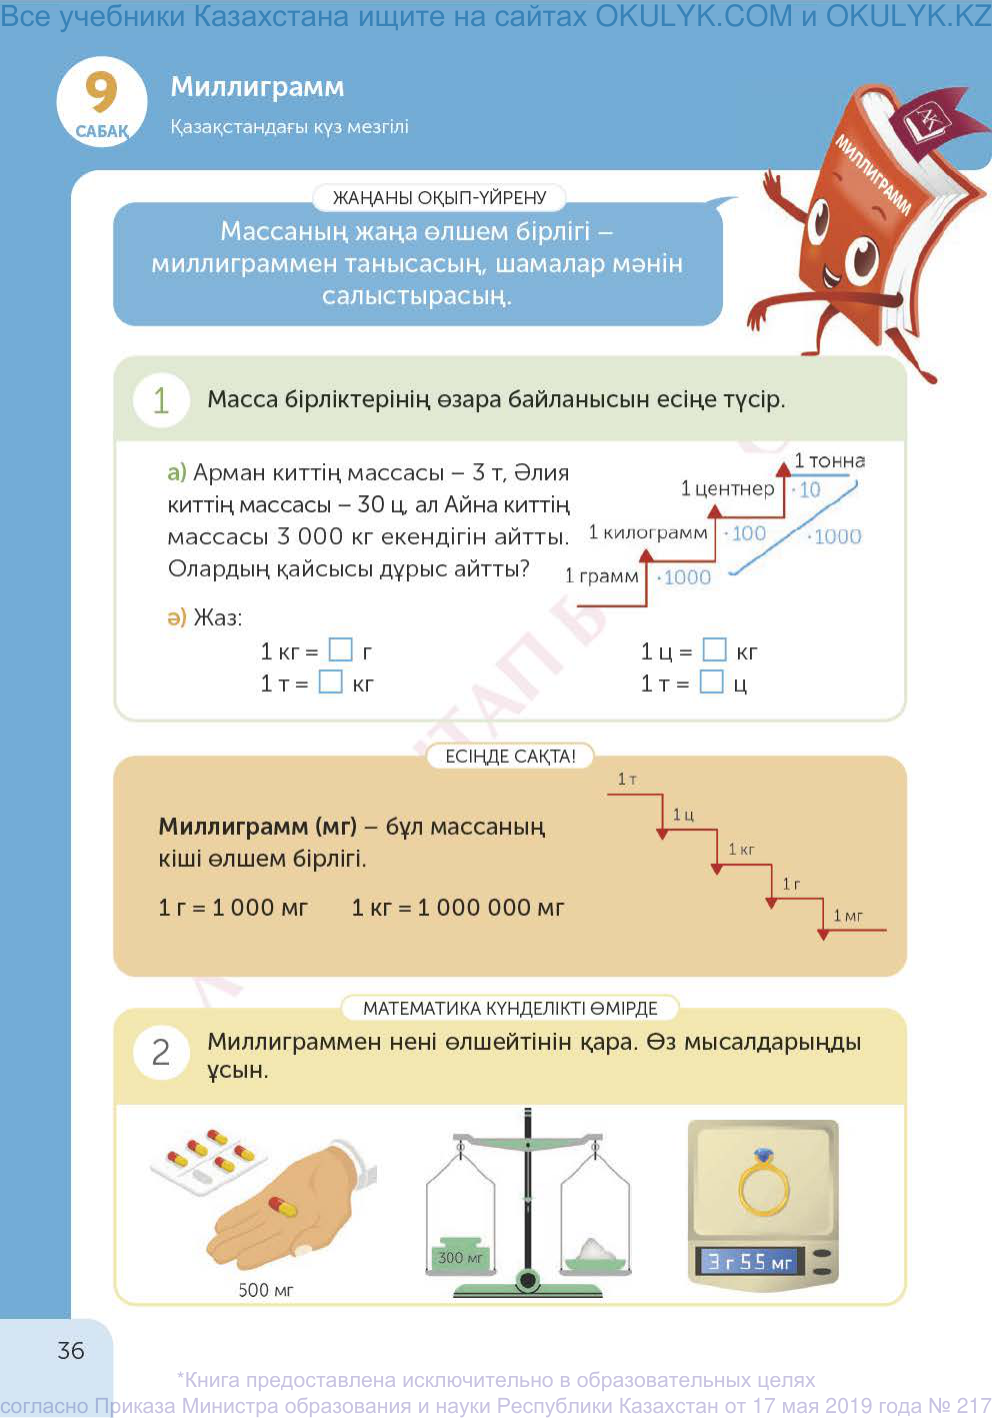 Все учебники Казахстана ищите на сайтах OKULYK.COM и OKULYK.KZ
9
САБАҚ
Миллиграмм
Қазақстандағы күз мезгілі
МИЛЛИГРАММ
АК
ЖАҢАНЫ ОҚЫП-ҮЙРЕНУ
Массаның жаңа өлшем бірлігі –
миллиграммен танысасың, шамалар мәнін
салыстырасың.
1
Масса бірліктерінің өзара байланысын есіңе түсір.
а) Арман киттің массасы – 3 т, Әлия
киттің массасы – 30 ц, ал Айна киттің
массасы 3 000 кг екендігін айтты.
Олардың қайсысы дұрыс айтты?
1 тонна
1 центнер ·10
1 килограмм ·100 ·1000
1 грамм ·1000
ә) Жаз:
1 кг = □ г
1 ц = □ кг
1 т = □ кг
1 т = □ ц
ЕСІҢДЕ САҚТА!
Миллиграмм (мг) – бұл массаның
кіші өлшем бірлігі.
1 г = 1 000 мг 1 кг = 1 000 000 мг
1 т
1 ц
1 кг
1 г
1 мг
МАТЕМАТИКА КҮНДЕЛІКТІ ӨМІРДЕ
2
Миллиграммен нені өлшейтінін қара. Өз мысалдарыңды
ұсын.
500 мг
300 мг
3 г 55 мг
36
*Книга предоставлена исключительно в образовательных целях
согласно Приказа Министра образования и науки Республики Казахстан от 17 мая 2019 года № 217